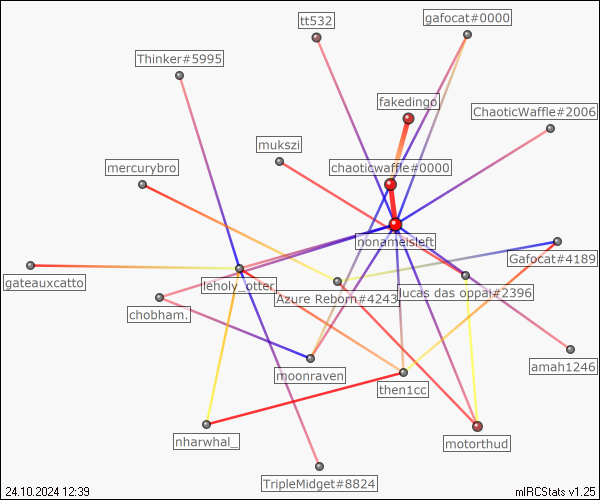 tt532
gafocat#0000
Thinker#5995
fakedingo
ChaoticWaffle#2006
mukszi
mercurybro
chaoticwaffle#0000
nonameisleft
Gafocat#4189
gateauxcatto
leholy_otter
Azure Reborn#4243
lucas das oppai#2396
chobham.
moonraven
amah1246
then1cc
nharwhal_
motorthud
TripleMidget#8824
24.10.2024 12:39
mIRCStats v1.25